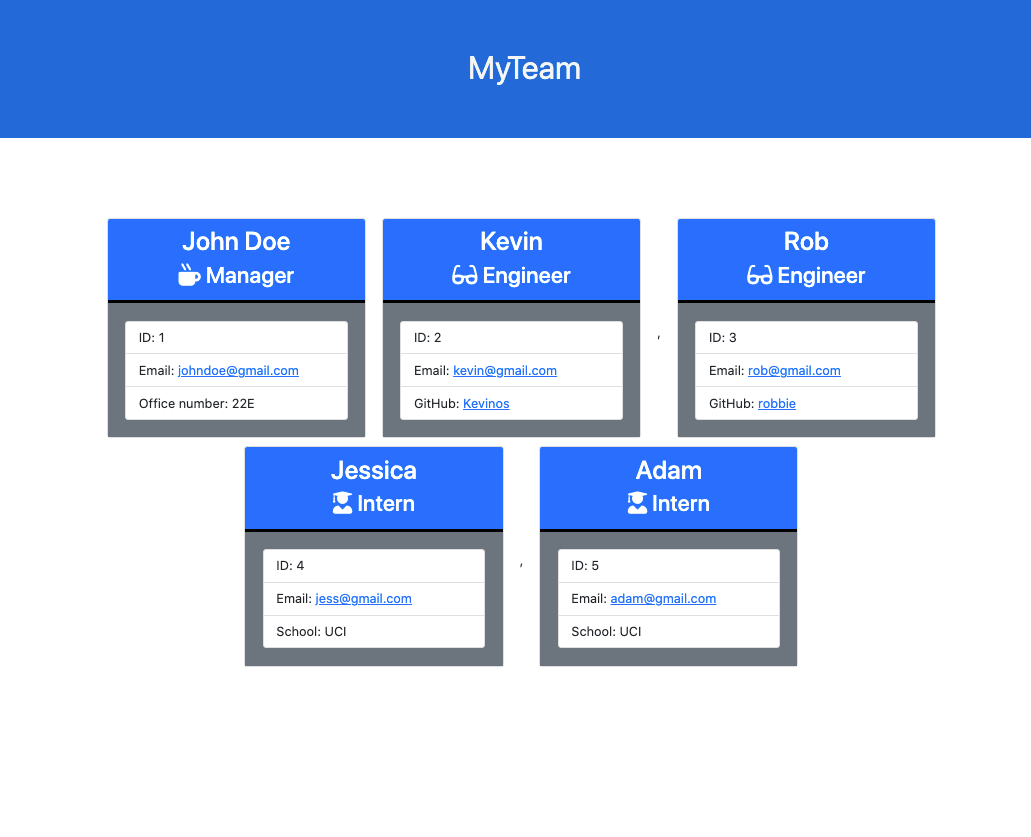 MyTeam
John Doe
Manager
ID: 1
Email: johndoe@gmail.com
Office number: 22E
Kevin
Engineer
ID: 2
Email: kevin@gmail.com
GitHub: Kevinos
,
Rob
Engineer
ID: 3
Email: rob@gmail.com
GitHub: robbie
Jessica
Intern
ID: 4
Email: jess@gmail.com
School: UCI
,
Adam
Intern
ID: 5
Email: adam@gmail.com
School: UCI